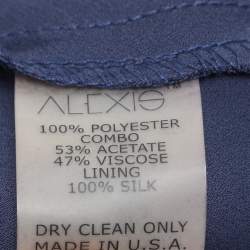 ALEXIS
100% POLYESTER
COMBO
53% ACETATE
47% VISCOSE
LINING
100% SILK
DRY CLEAN ONLY
MADE IN U.S.A.